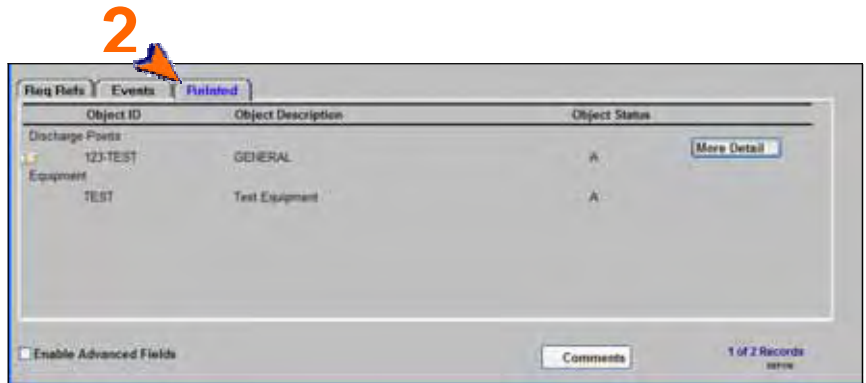 2
Req Refs Events Related
Object ID Object Description Object Status
Discharge Points
123-TEST GENERAL A More Detail
Equipment
TEST Test Equipment A
Enable Advanced Fields Comments 1 of 2 Records